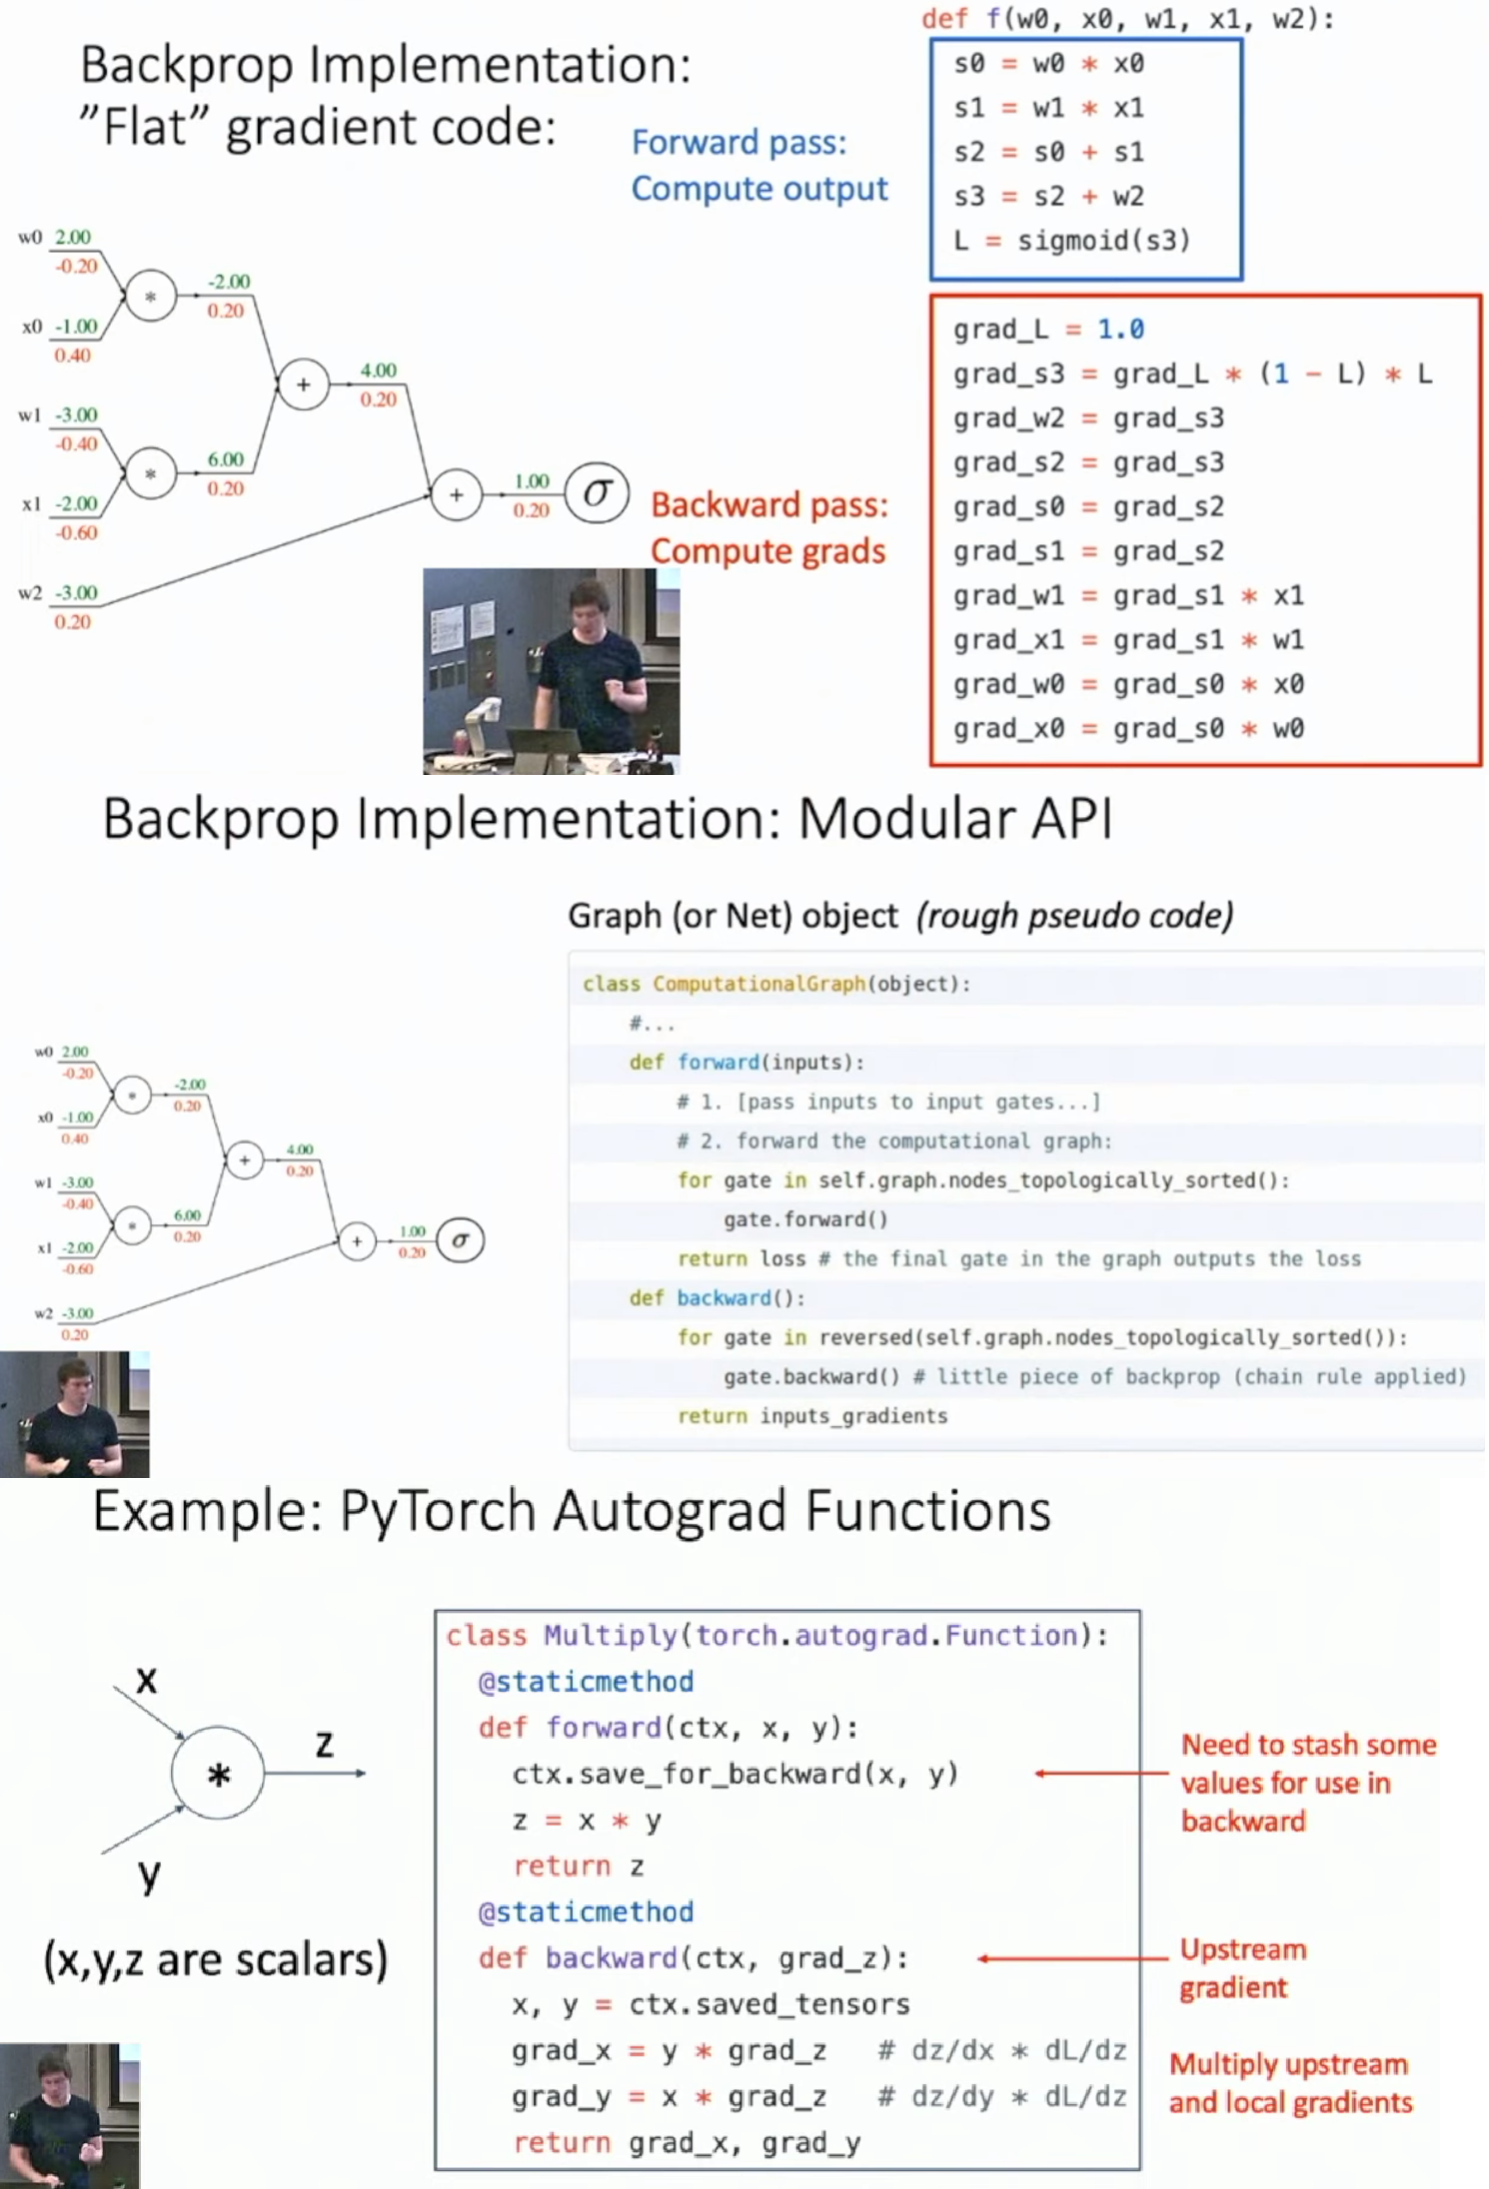 Backprop Implementation:
”Flat” gradient code:
Forward pass:
Compute output
def f(w0, x0, w1, x1, w2):
s0 = w0 * x0
s1 = w1 * x1
s2 = s0 + s1
s3 = s2 + w2
L = sigmoid(s3)
w0 2.00
-0.20
*
-2.00
0.20
x0 -1.00
0.40
+
4.00
0.20
w1 -3.00
-0.40
*
6.00
0.20
x1 -2.00
-0.60
+
1.00
0.20
σ
w2 -3.00
0.20
Backward pass:
Compute grads
grad_L = 1.0
grad_s3 = grad_L * (1 - L) * L
grad_w2 = grad_s3
grad_s2 = grad_s3
grad_s0 = grad_s2
grad_s1 = grad_s2
grad_w1 = grad_s1 * x1
grad_x1 = grad_s1 * w1
grad_w0 = grad_s0 * x0
grad_x0 = grad_s0 * w0
Backprop Implementation: Modular API
Graph (or Net) object (rough pseudo code)
w0 2.00
-0.20
*
-2.00
0.20
x0 -1.00
0.40
+
4.00
0.20
w1 -3.00
-0.40
*
6.00
0.20
x1 -2.00
-0.60
+
1.00
0.20
σ
w2 -3.00
0.20
class ComputationalGraph(object):
#...
def forward(inputs):
# 1. [pass inputs to input gates...]
# 2. forward the computational graph:
for gate in self.graph.nodes_topologically_sorted():
gate.forward()
return loss # the final gate in the graph outputs the loss
def backward():
for gate in reversed(self.graph.nodes_topologically_sorted()):
gate.backward() # little piece of backprop (chain rule applied)
return inputs_gradients
Example: PyTorch Autograd Functions
x
*
z
y
(x,y,z are scalars)
class Multiply(torch.autograd.Function):
@staticmethod
def forward(ctx, x, y):
ctx.save_for_backward(x, y)
z = x * y
return z
@staticmethod
def backward(ctx, grad_z):
x, y = ctx.saved_tensors
grad_x = y * grad_z # dz/dx * dL/dz
grad_y = x * grad_z # dz/dy * dL/dz
return grad_x, grad_y
Need to stash some
values for use in
backward
Upstream
gradient
Multiply upstream
and local gradients